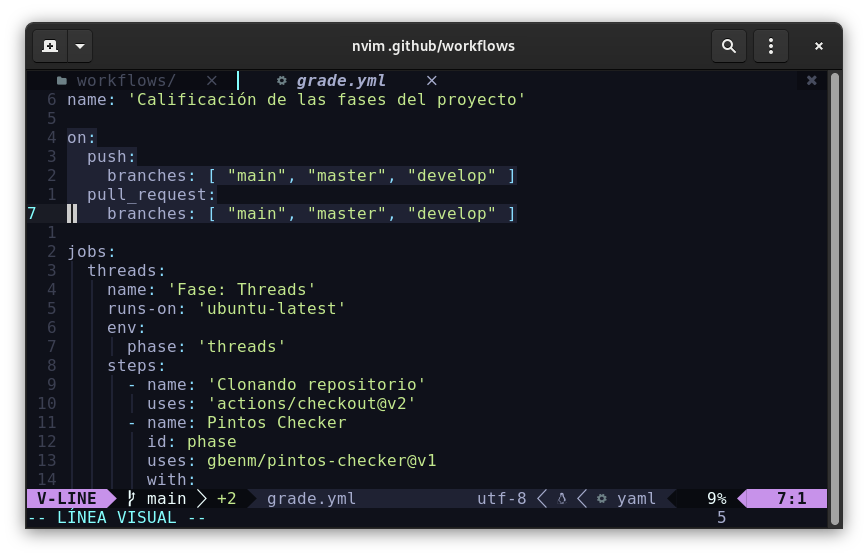 nvim .github/workflows
workflows/ grade.yml
6 name: 'Calificación de las fases del proyecto'
5
4 on:
3 push:
2 branches: [ "main", "master", "develop" ]
1 pull_request:
7 branches: [ "main", "master", "develop" ]
1
2 jobs:
3 threads:
4 name: 'Fase: Threads'
5 runs-on: 'ubuntu-latest'
6 env:
7 phase: 'threads'
8 steps:
9 - name: 'Clonando repositorio'
10 uses: 'actions/checkout@v2'
11 - name: Pintos Checker
12 id: phase
13 uses: gbenm/pintos-checker@v1
14 with:
V-LINE main +2 grade.yml utf-8 yaml 9% 7:1
-- LÍNEA VISUAL -- 5